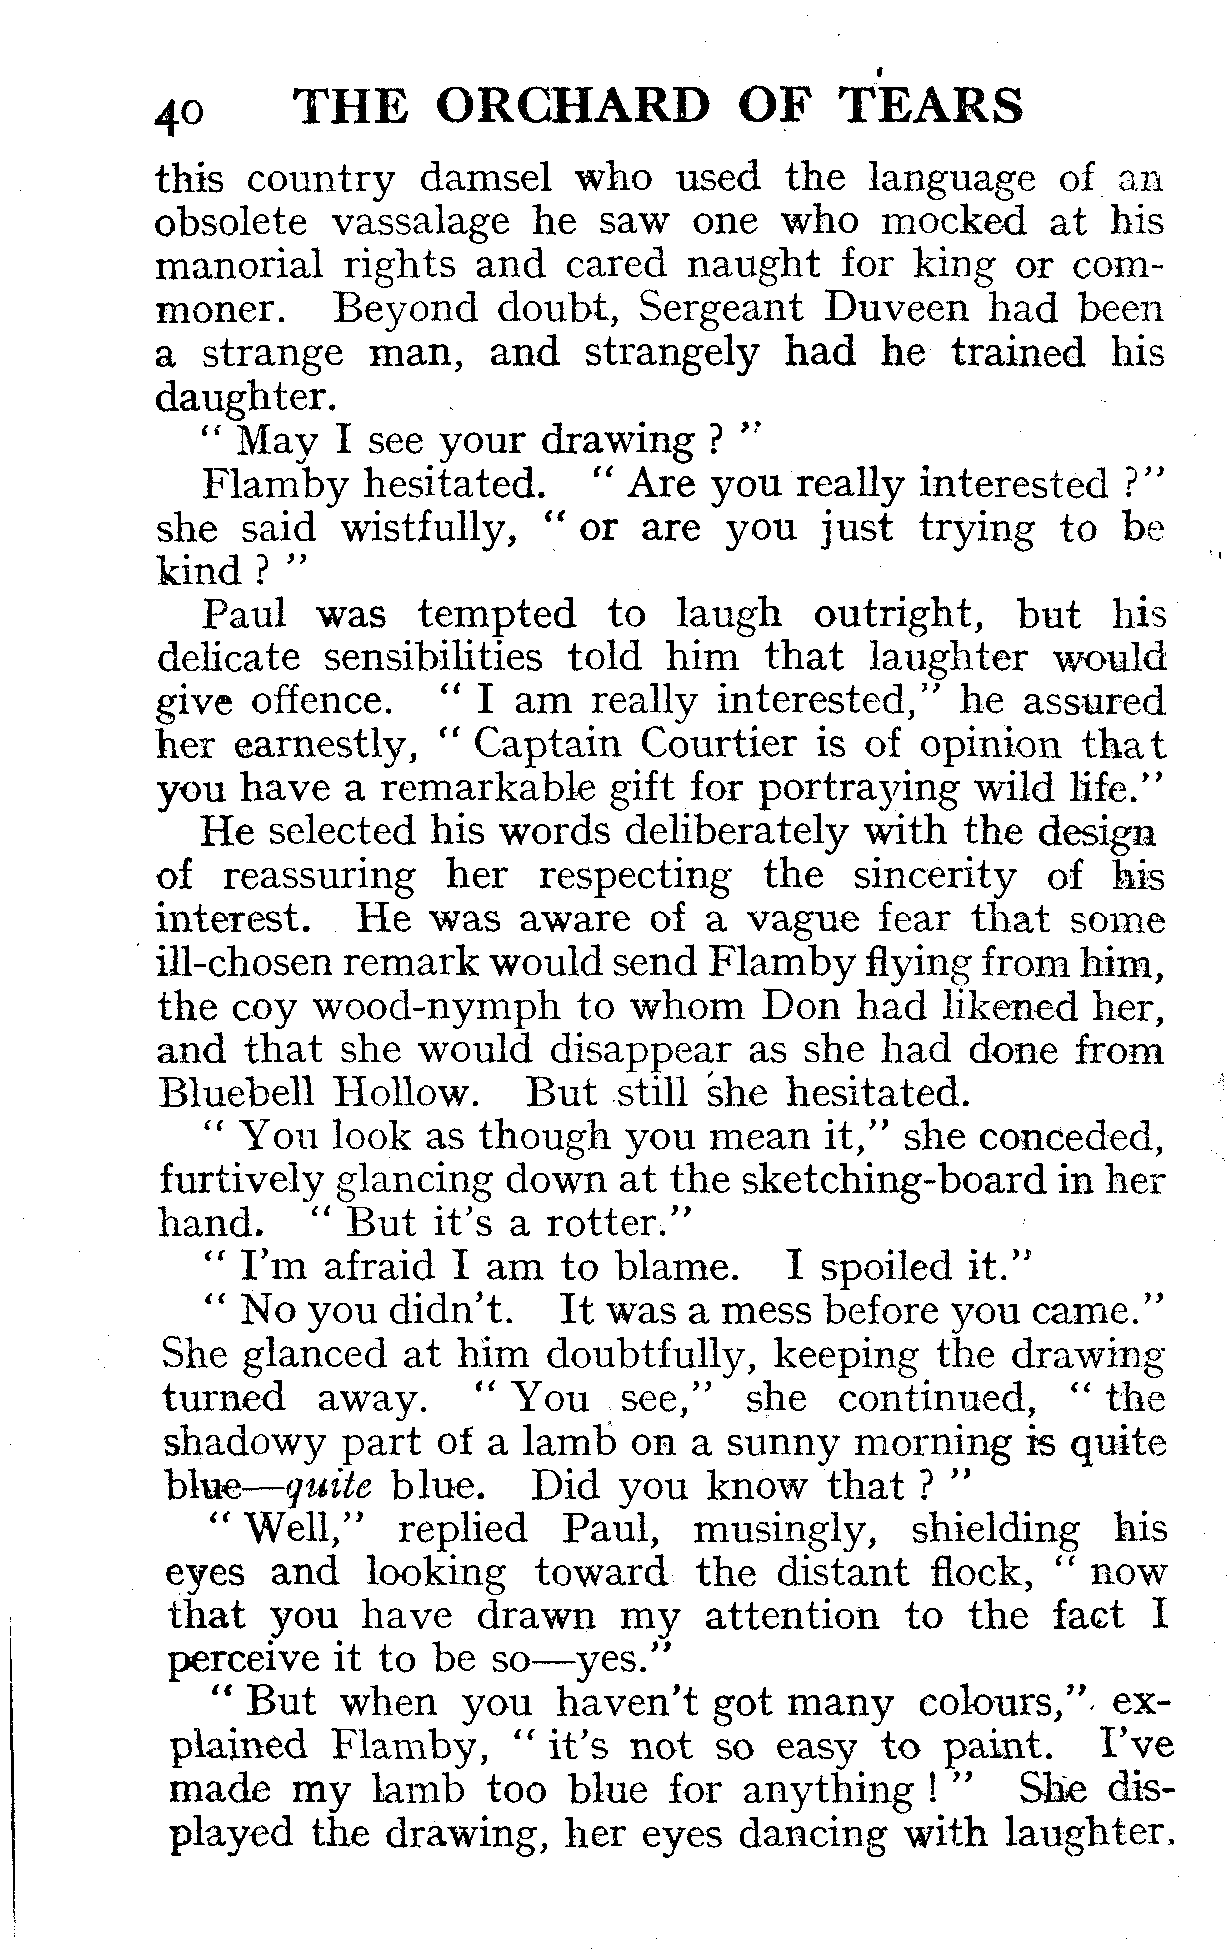 40 THE ORCHARD OF TEARS
this country damsel who used the language of an
obsolete vassalage he saw one who mocked at his
manorial rights and cared naught for king or com-
moner. Beyond doubt, Sergeant Duveen had been
a strange man, and strangely had he trained his
daughter.
“ May I see your drawing ? ”
Flamby hesitated. “ Are you really interested ?”
she said wistfully, “ or are you just trying to be
kind ? ”
Paul was tempted to laugh outright, but his
delicate sensibilities told him that laughter would
give offence. “ I am really interested,” he assured
her earnestly, “ Captain Courtier is of opinion that
you have a remarkable gift for portraying wild life.”
He selected his words deliberately with the design
of reassuring her respecting the sincerity of his
interest. He was aware of a vague fear that some
ill-chosen remark would send Flamby flying from him,
the coy wood-nymph to whom Don had likened her,
and that she would disappear as she had done from
Bluebell Hollow. But still she hesitated.
“ You look as though you mean it,” she conceded,
furtively glancing down at the sketching-board in her
hand. “ But it’s a rotter.”
“ I’m afraid I am to blame. I spoiled it.”
“ No you didn’t. It was a mess before you came.”
She glanced at him doubtfully, keeping the drawing
turned away. “ You see,” she continued, “ the
shadowy part of a lamb on a sunny morning is quite
blue—quite blue. Did you know that ? ”
“ Well,” replied Paul, musingly, shielding his
eyes and looking toward the distant flock, “ now
that you have drawn my attention to the fact I
perceive it to be so—yes.”
“ But when you haven’t got many colours,” ex-
plained Flamby, “ it’s not so easy to paint. I’ve
made my lamb too blue for anything ! ” She dis-
played the drawing, her eyes dancing with laughter.